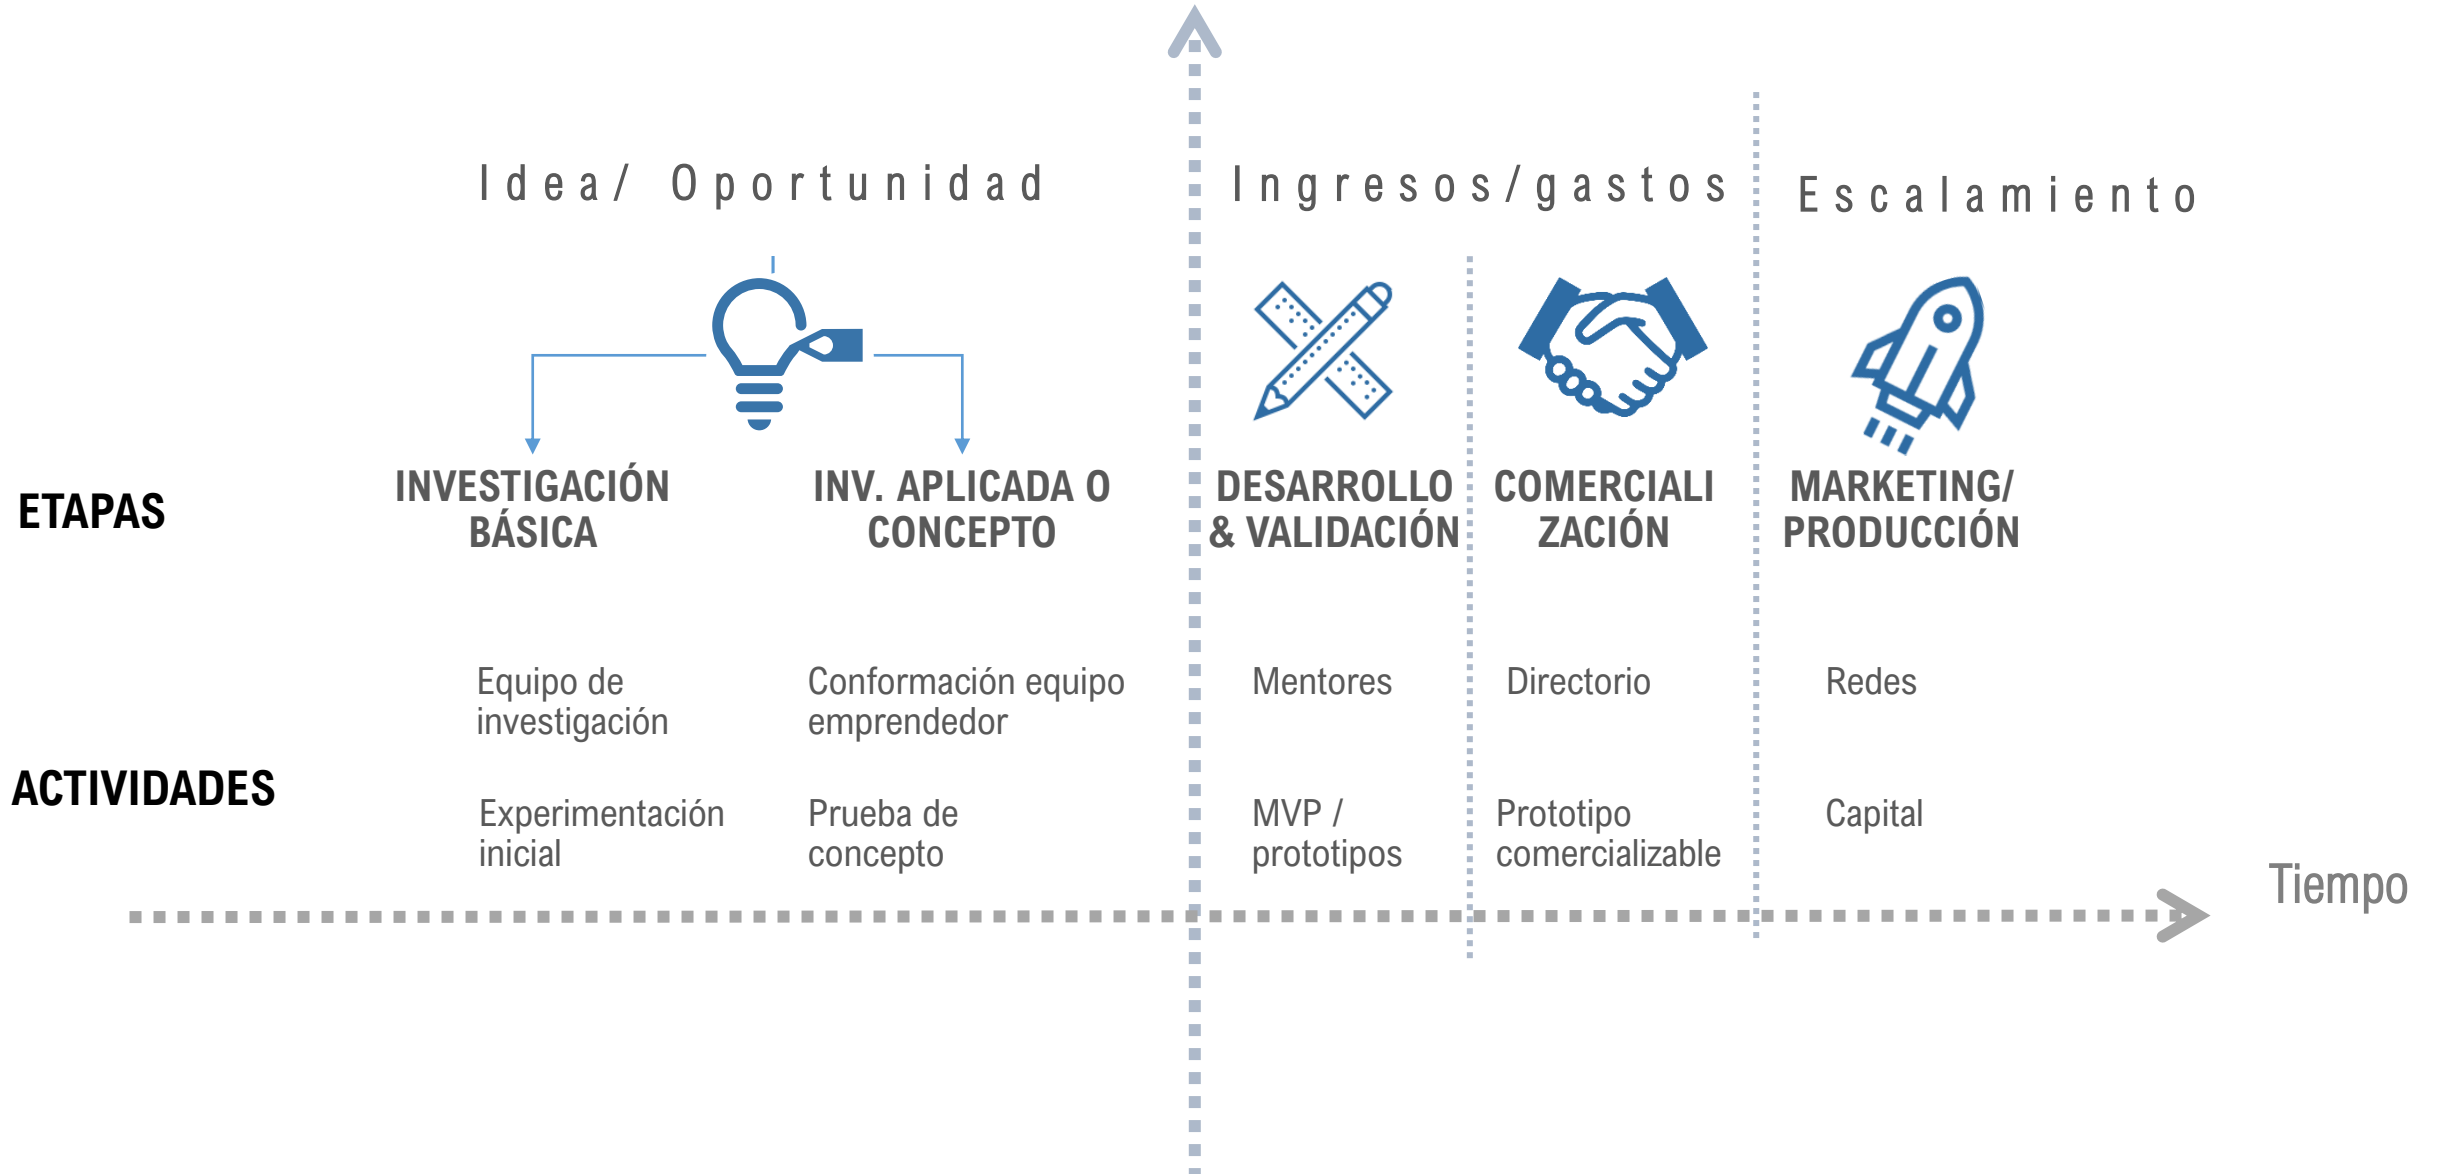 Idea/ Oportunidad
Ingresos/gastos
Escalamiento
ETAPAS
INVESTIGACIÓN
BÁSICA
INV. APLICADA O
CONCEPTO
DESARROLLO
& VALIDACIÓN
COMERCIALI
ZACIÓN
MARKETING/
PRODUCCIÓN
ACTIVIDADES
Equipo de
investigación
Conformación equipo
emprendedor
Mentores
Directorio
Redes
Experimentación
inicial
Prueba de
concepto
MVP /
prototipos
Prototipo
comercializable
Capital
Tiempo